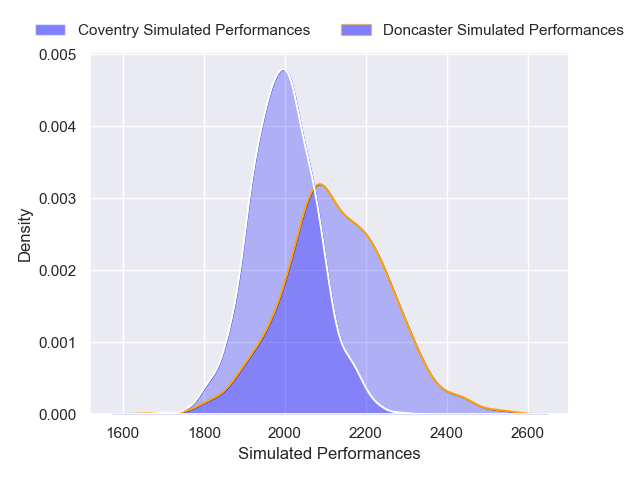 Coventry Simulated Performances
Doncaster Simulated Performances
0.005
0.004
0.003
0.002
0.001
0.000
Density
1600 1800 2000 2200 2400 2600
Simulated Performances